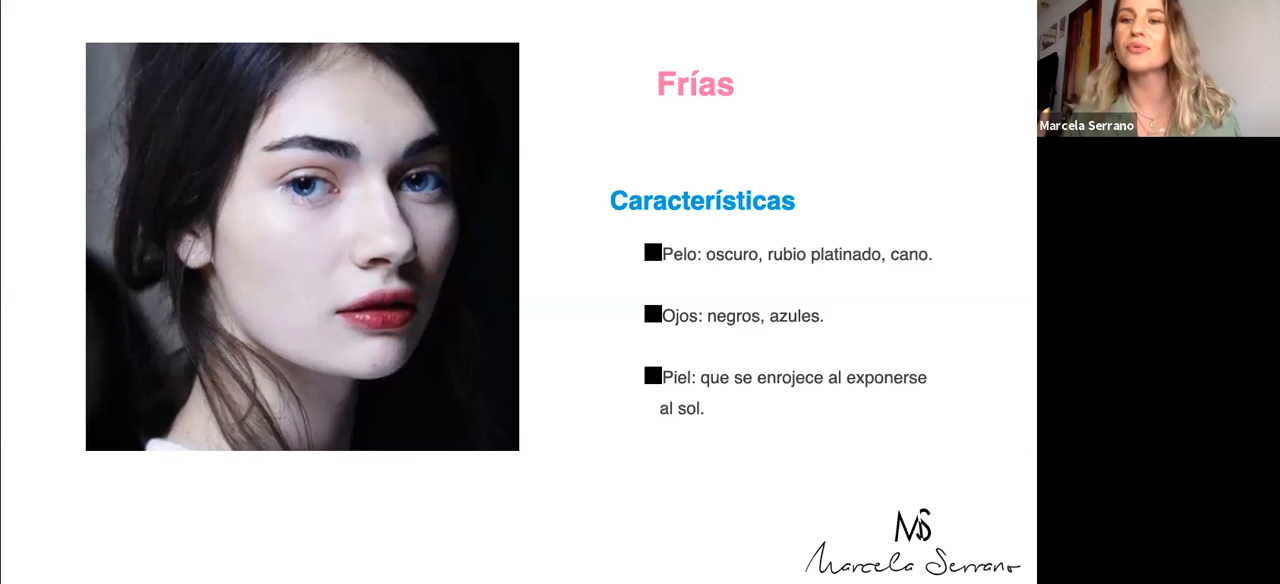 Frías
Características
Pelo: oscuro, rubio platinado, cano.
Ojos: negros, azules.
Piel: que se enrojece al exponerse
al sol.
MS
Marcela Serrano
Marcela Serrano